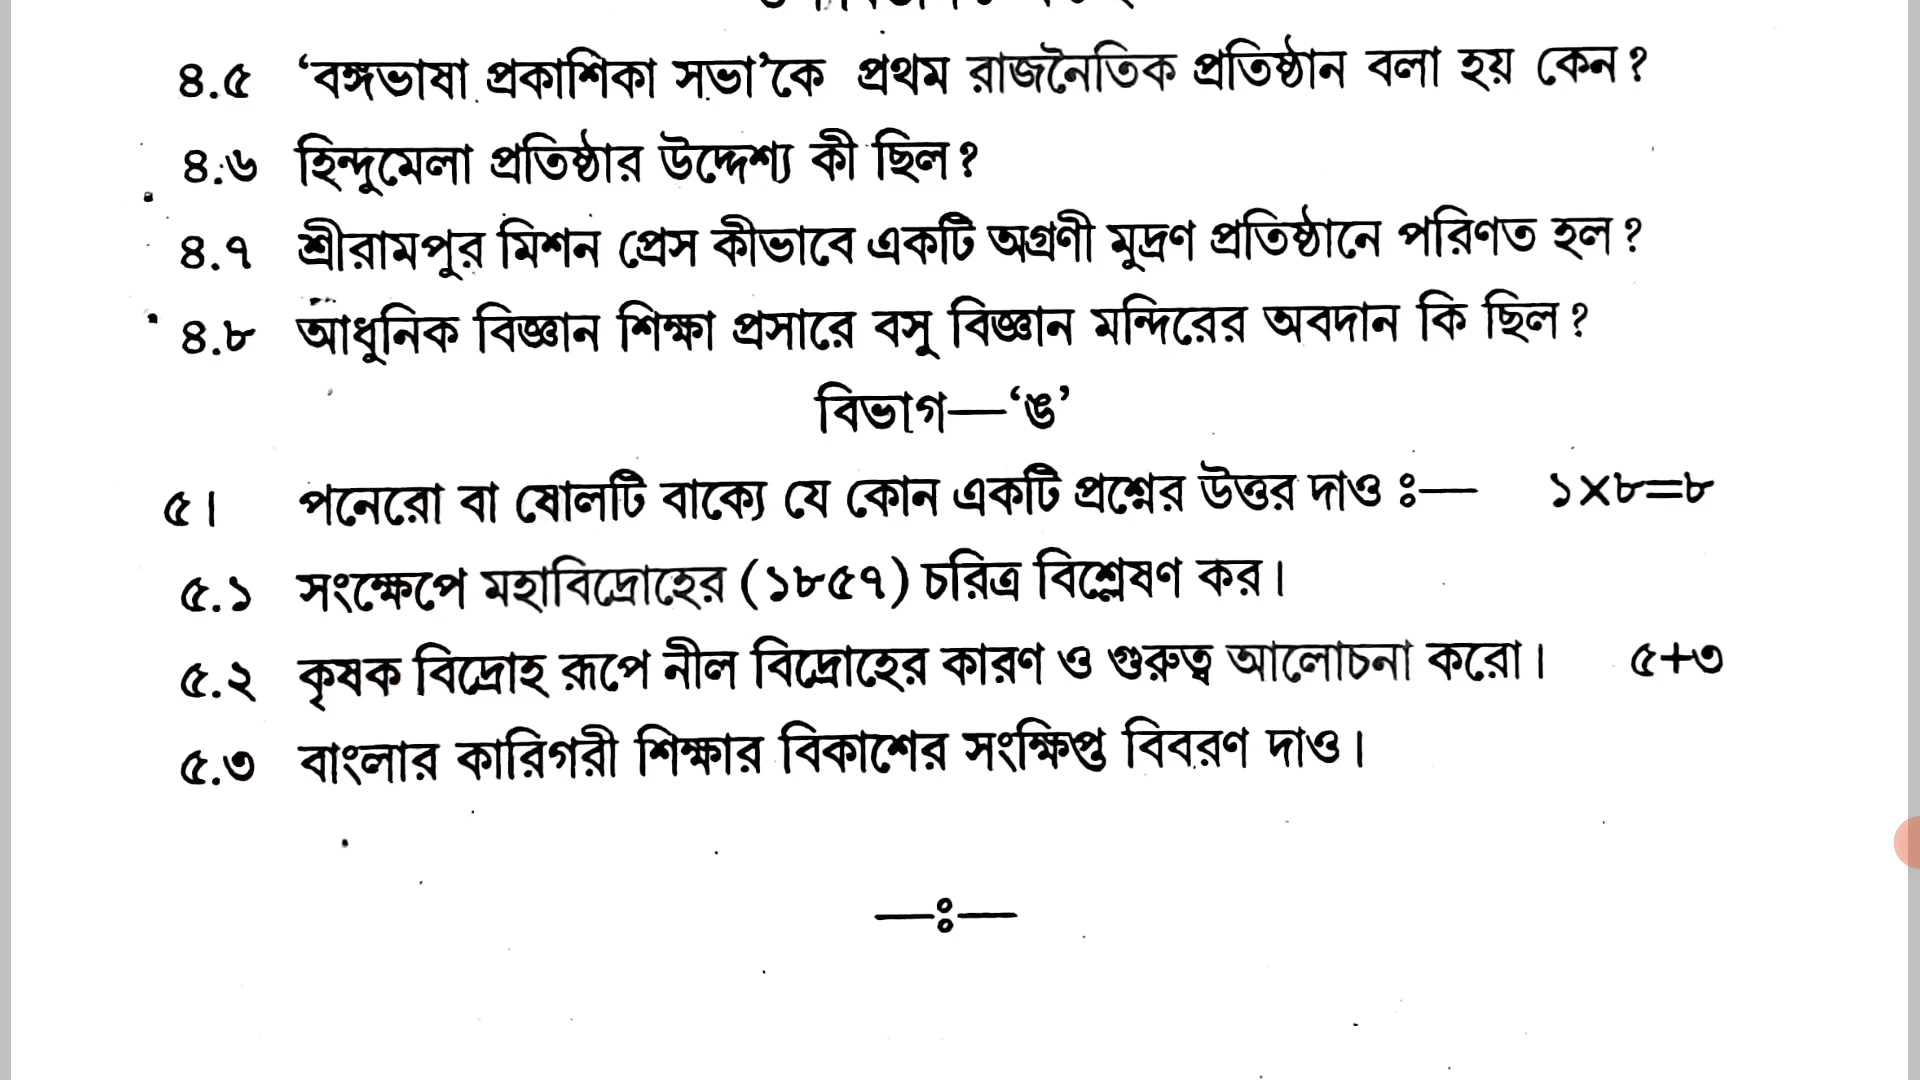 ৪.৫ ‘বঙ্গভাষা প্রকাশিকা সভা’কে প্রথম রাজনৈতিক প্রতিষ্ঠান বলা হয় কেন?
৪.৬ হিন্দুমেলা প্রতিষ্ঠার উদ্দেশ্য কী ছিল?
৪.৭ শ্রীরামপুর মিশন প্রেস কীভাবে একটি অগ্রণী মুদ্রণ প্রতিষ্ঠানে পরিণত হল?
৪.৮ আধুনিক বিজ্ঞান শিক্ষা প্রসারে বসু বিজ্ঞান মন্দিরের অবদান কি ছিল?
বিভাগ—‘ঙ’
৫। পনেরো বা ষোলটি বাক্যে যে কোন একটি প্রশ্নের উত্তর দাও ঃ— ১×৮=৮
৫.১ সংক্ষেপে মহাবিদ্রোহের (১৮৫৭) চরিত্র বিশ্লেষণ কর।
৫.২ কৃষক বিদ্রোহ রূপে নীল বিদ্রোহের কারণ ও গুরুত্ব আলোচনা করো। ৫+৩
৫.৩ বাংলার কারিগরী শিক্ষার বিকাশের সংক্ষিপ্ত বিবরণ দাও।
—ঃ—